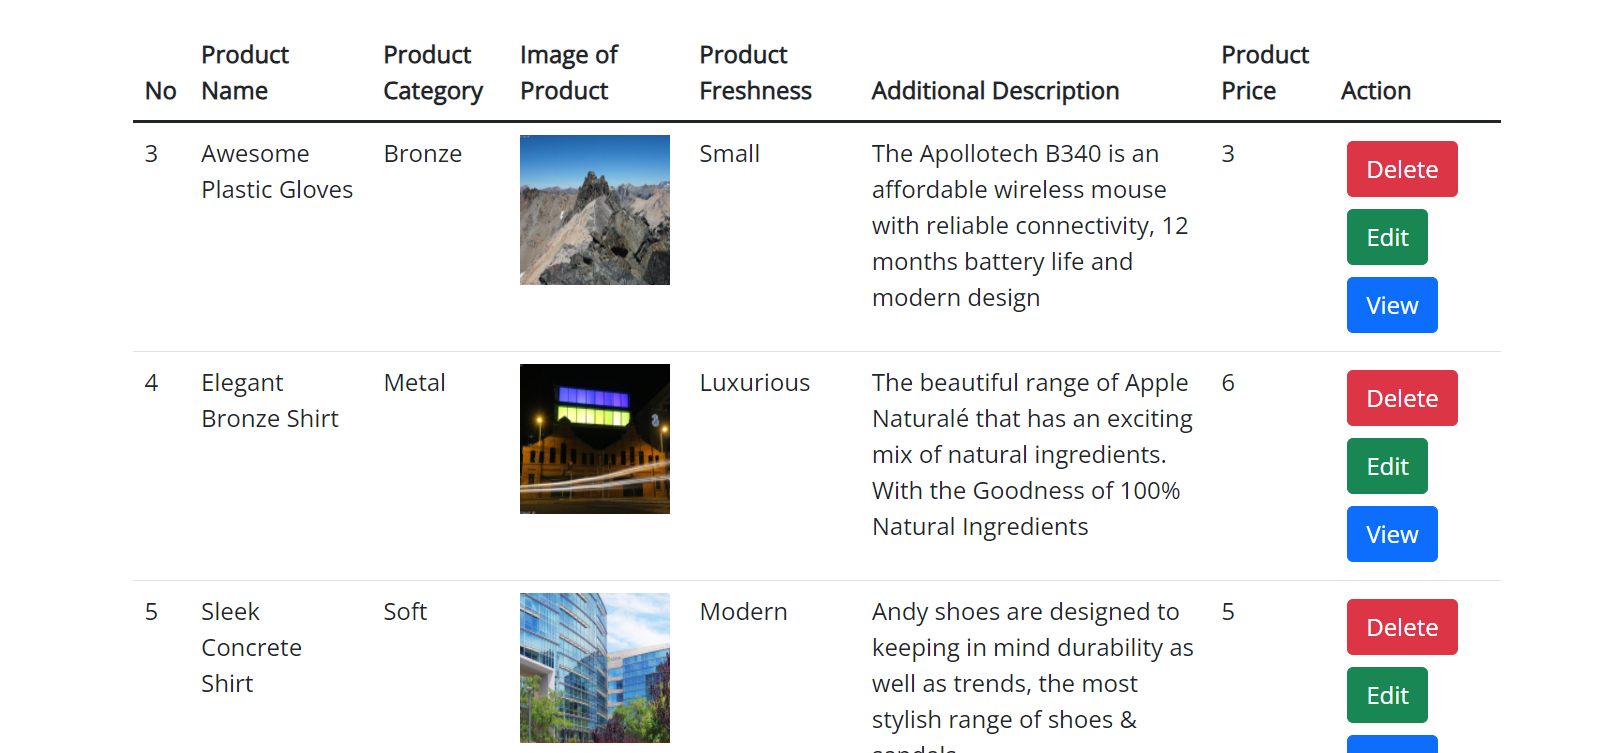 No Product Name Product Category Image of Product Product Freshness Additional Description Product Price Action
3 Awesome Plastic Gloves Bronze Small The Apollotech B340 is an affordable wireless mouse with reliable connectivity, 12 months battery life and modern design 3 Delete Edit View
4 Elegant Bronze Shirt Metal Luxurious The beautiful range of Apple Naturalé that has an exciting mix of natural ingredients. With the Goodness of 100% Natural Ingredients 6 Delete Edit View
5 Sleek Concrete Shirt Soft Modern Andy shoes are designed to keeping in mind durability as well as trends, the most stylish range of shoes & 5 Delete Edit